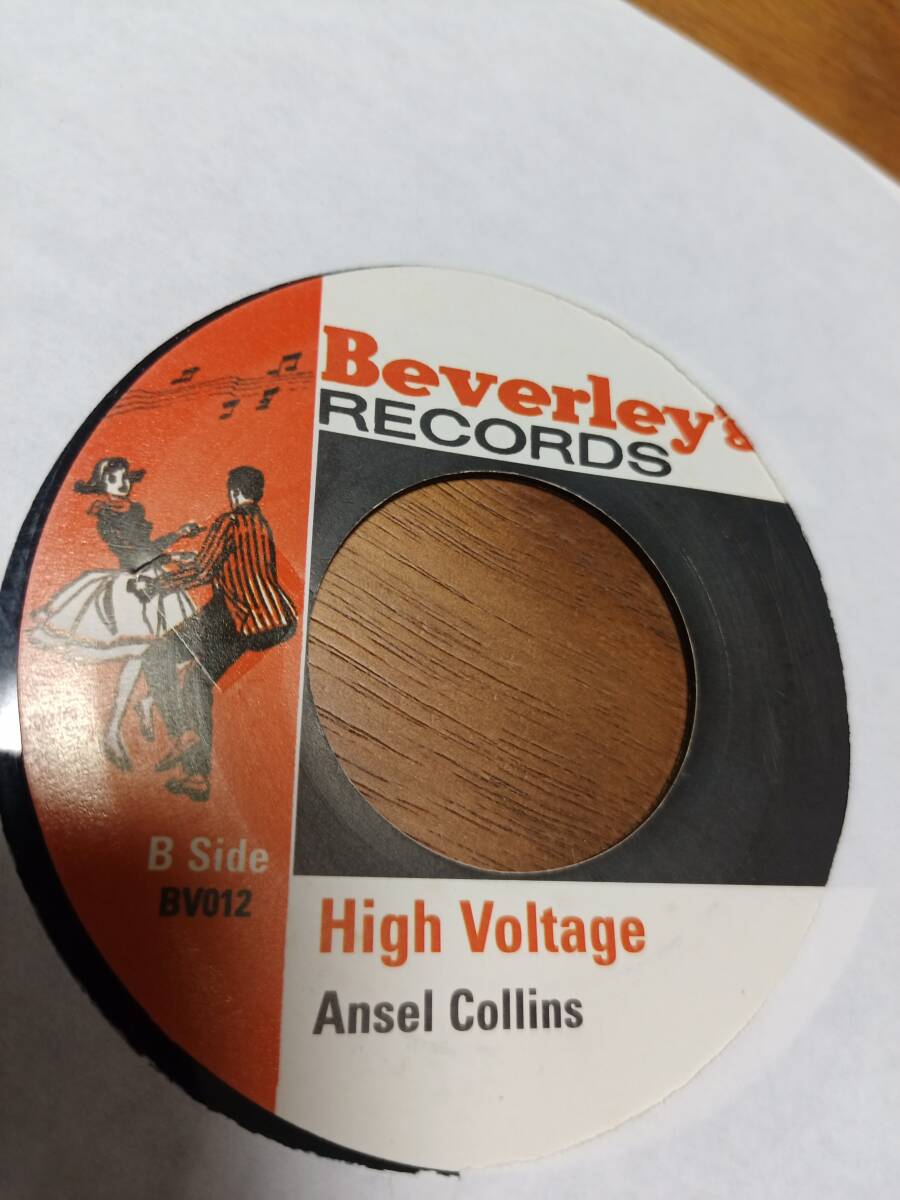 Beverley's
RECORDS
B Side
BV012
High Voltage
Ansel Collins